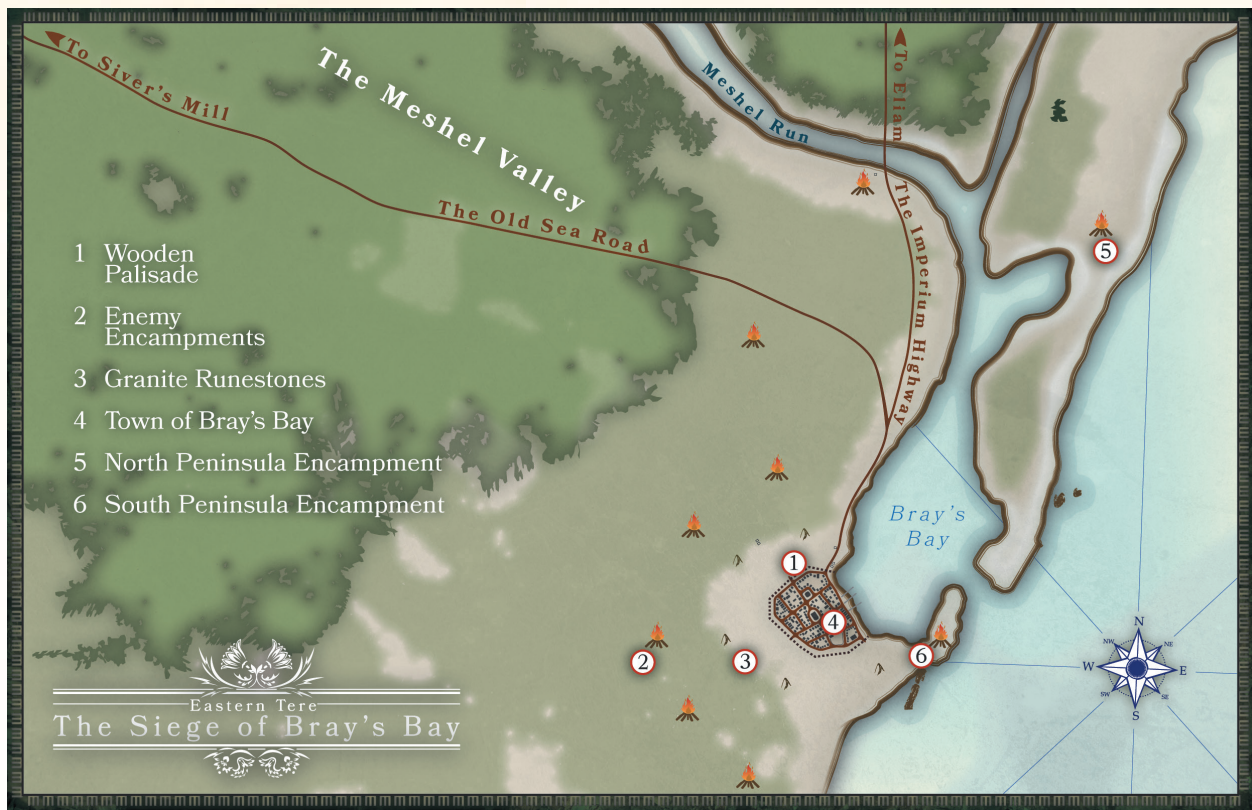 To Siver's Mill
The Meshel Valley
The Old Sea Road
Meshel Run
To Eliam
The Imperium Highway
1 Wooden
Palisade
2 Enemy
Encampments
3 Granite Runestones
4 Town of Bray's Bay
5 North Peninsula Encampment
6 South Peninsula Encampment
5
Bray's
Bay
1
4
2
3
6
N
NW
NE
W
E
SW
SE
S
Eastern Tere
The Siege of Bray's Bay